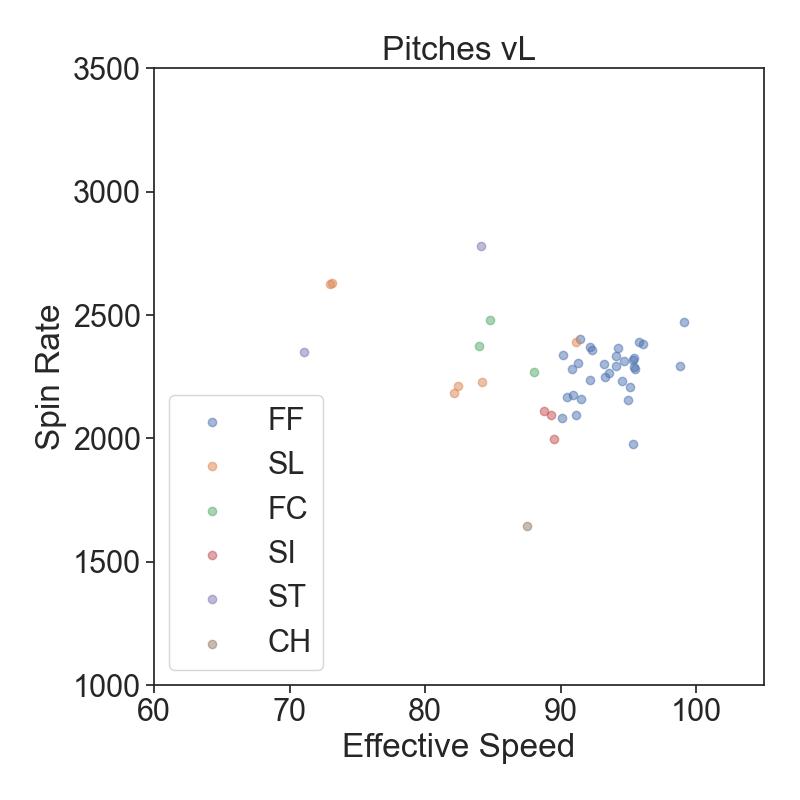 Pitches vL
3500
3000
2500
2000
1500
1000
Spin Rate
FF
SL
FC
SI
ST
CH
60 70 80 90 100
Effective Speed